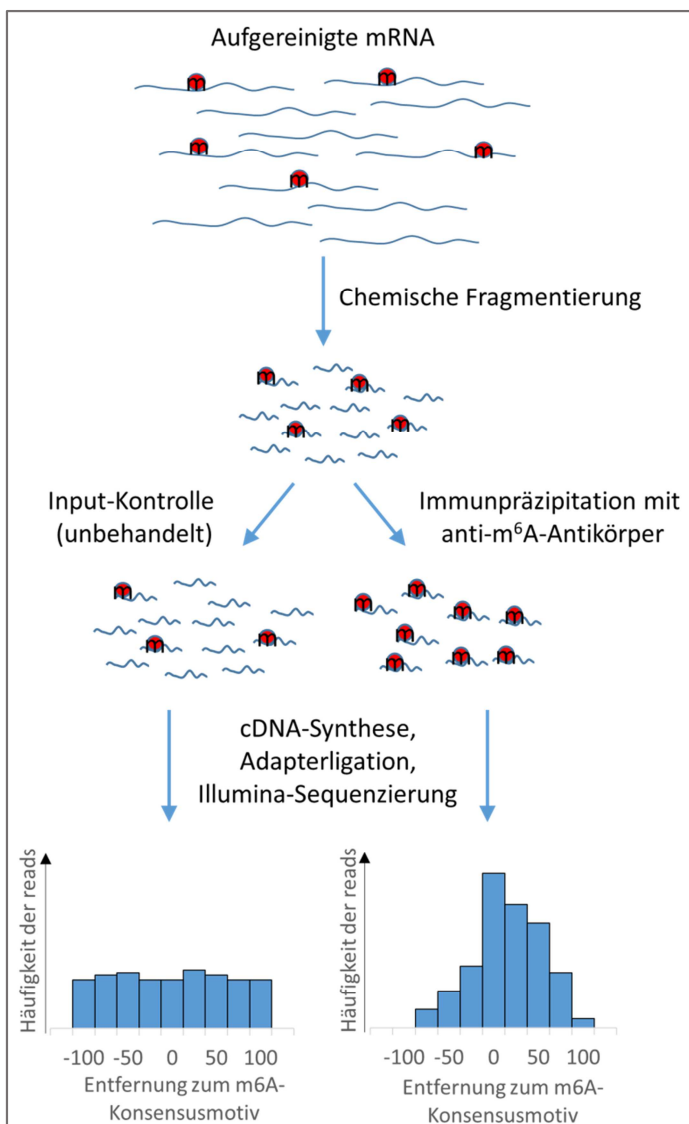 Aufgereinigte mRNA
m
m
m
m
m
Chemische Fragmentierung
m
m
m
m
Input-Kontrolle
(unbehandelt)
Immunpräzipitation mit
anti-m⁶A-Antikörper
m
m
m
m
m
m
m
m
m
m
m
cDNA-Synthese,
Adapterligation,
Illumina-Sequenzierung
Häufigkeit der reads
-100 -50 0 50 100
Entfernung zum m6A-
Konsensusmotiv
Häufigkeit der reads
-100 -50 0 50 100
Entfernung zum m6A-
Konsensusmotiv